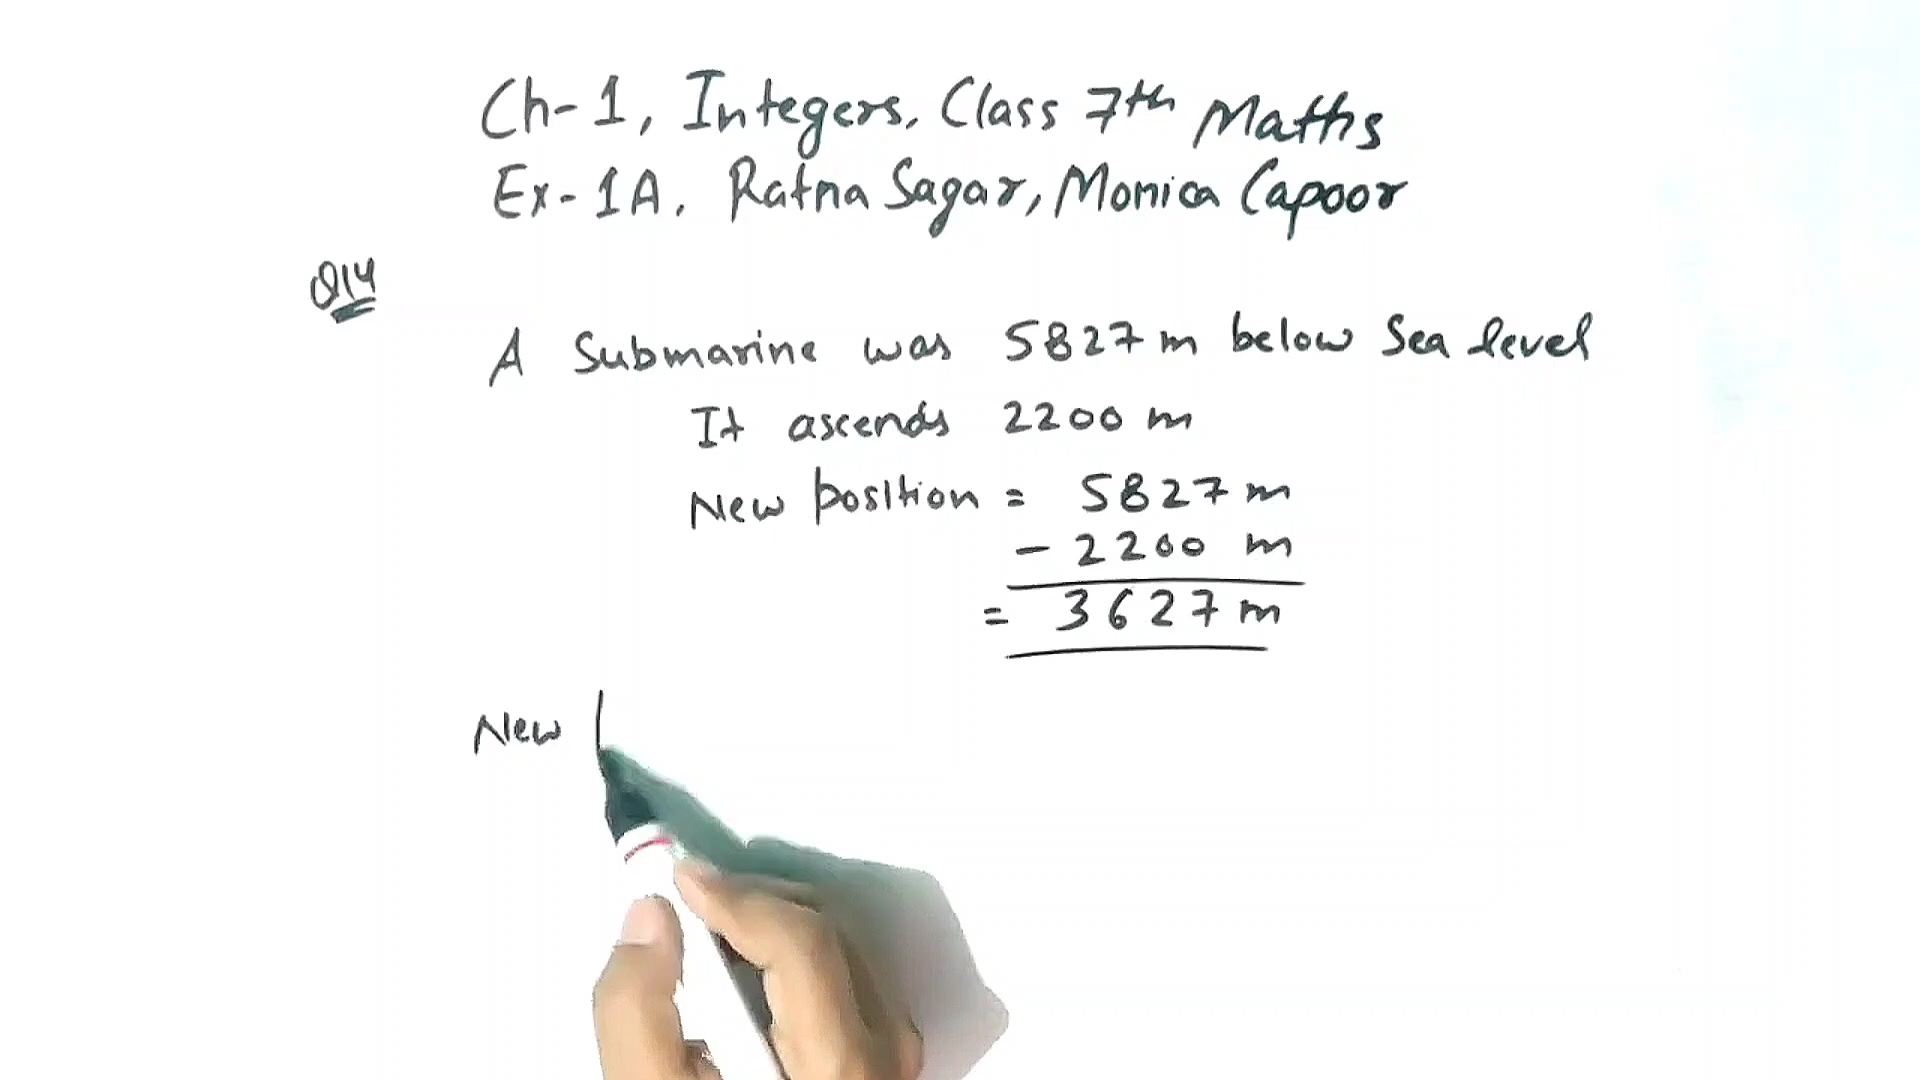 Ch-1, Integers, Class 7th Maths
Ex-1A, Ratna Sagar, Monica Capoor
Q14
A Submarine was 5827 m below Sea level
It ascends 2200 m
New position = 5827 m
- 2200 m
= 3627 m
New